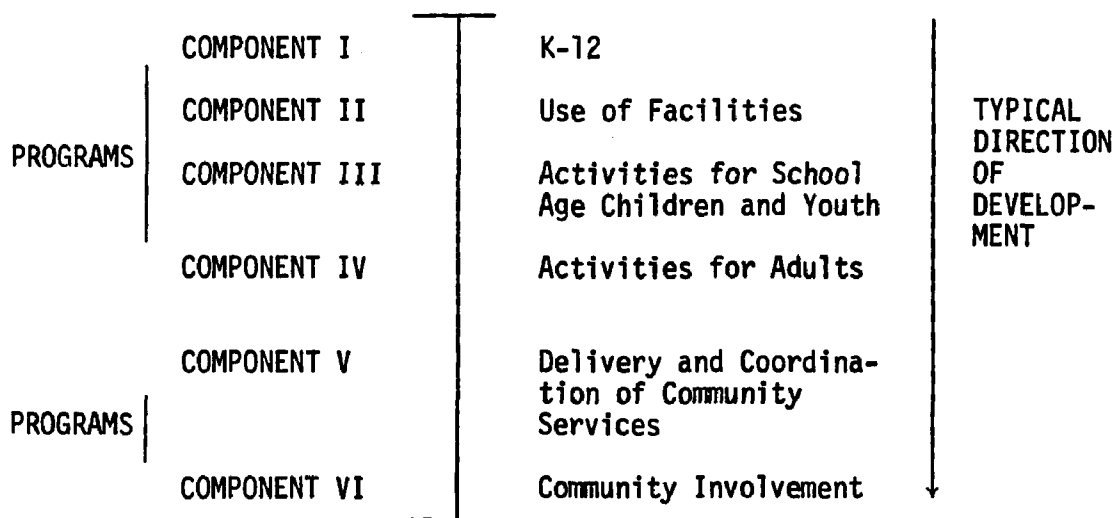 COMPONENT I K-12
COMPONENT II Use of Facilities
PROGRAMS
COMPONENT III Activities for School
Age Children and Youth
COMPONENT IV Activities for Adults
COMPONENT V Delivery and Coordina-
tion of Community
PROGRAMS Services
COMPONENT VI Community Involvement
TYPICAL
DIRECTION
OF
DEVELOP-
MENT